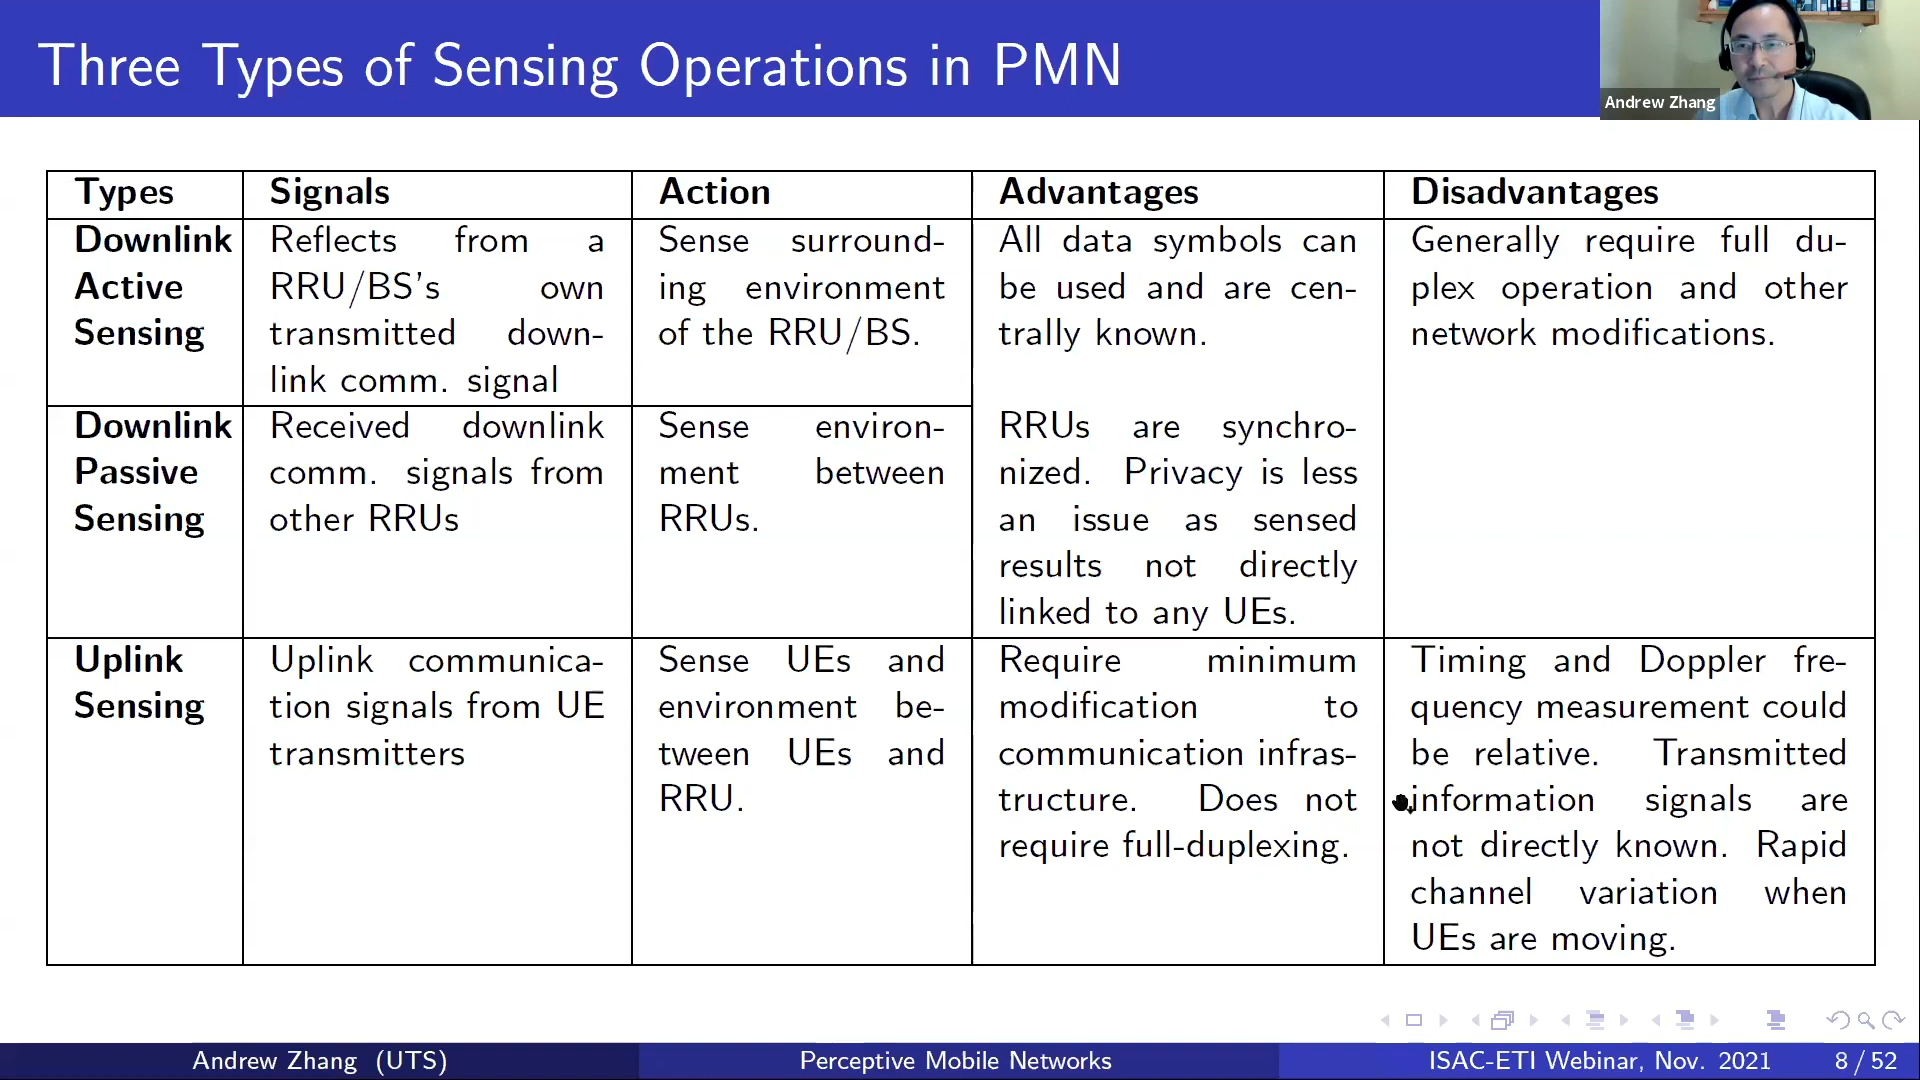 Three Types of Sensing Operations in PMN
Andrew Zhang
Types
Signals
Action
Advantages
Disadvantages
Downlink
Active
Sensing
Reflects from a
RRU/BS's own
transmitted down-
link comm. signal
Sense surround-
ing environment
of the RRU/BS.
All data symbols can
be used and are cen-
trally known.
Generally require full du-
plex operation and other
network modifications.
Downlink
Passive
Sensing
Received downlink
comm. signals from
other RRUs
Sense environ-
ment between
RRUs.
RRUs are synchro-
nized. Privacy is less
an issue as sensed
results not directly
linked to any UEs.
Uplink
Sensing
Uplink communica-
tion signals from UE
transmitters
Sense UEs and
environment be-
tween UEs and
RRU.
Require minimum
modification to
communication infras-
tructure. Does not
require full-duplexing.
Timing and Doppler fre-
quency measurement could
be relative. Transmitted
information signals are
not directly known. Rapid
channel variation when
UEs are moving.
Andrew Zhang (UTS)
Perceptive Mobile Networks
ISAC-ETI Webinar, Nov. 2021
8 / 52